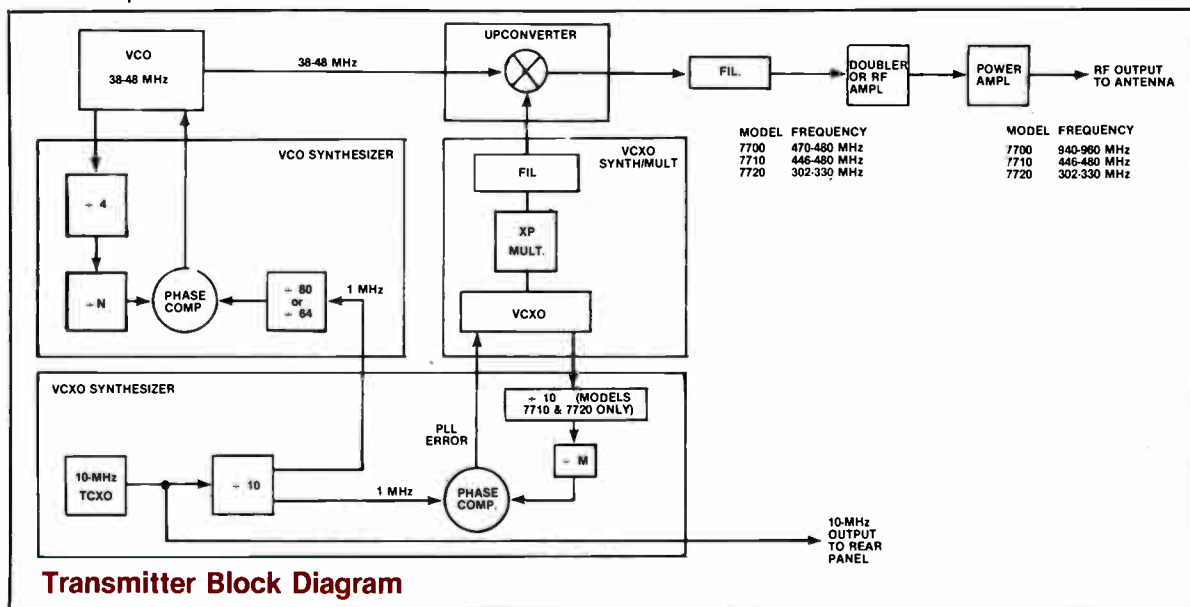 VCO
38-48 MHz
38-48 MHz
UPCONVERTER
FIL.
DOUBLER
OR RF
AMPL
POWER
AMPL
RF OUTPUT
TO ANTENNA
MODEL FREQUENCY
7700 470-480 MHz
7710 446-480 MHz
7720 302-330 MHz
MODEL FREQUENCY
7700 940-960 MHz
7710 446-480 MHz
7720 302-330 MHz
VCO SYNTHESIZER
÷ 4
÷ N
PHASE
COMP
÷ 80
or
÷ 64
1 MHz
VCXO
SYNTH/MULT
FIL
XP
MULT.
VCXO
VCXO SYNTHESIZER
10-MHz
TCXO
÷ 10
1 MHz
PLL
ERROR
PHASE
COMP.
÷ 10 (MODELS
7710 & 7720 ONLY)
÷ M
10-MHz
OUTPUT
TO REAR
PANEL
Transmitter Block Diagram